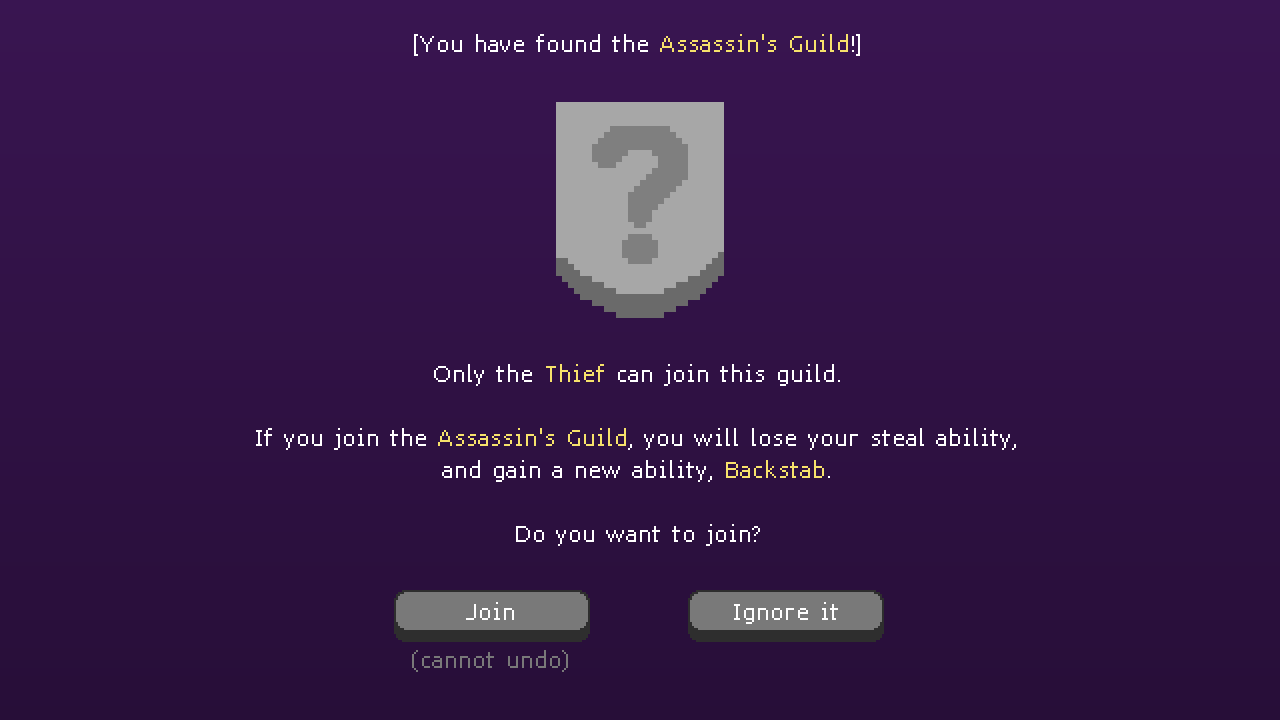 [You have found the Assassin's Guild!]
?
Only the Thief can join this guild.
If you join the Assassin's Guild, you will lose your steal ability,
and gain a new ability, Backstab.
Do you want to join?
Join
Ignore it
(cannot undo)